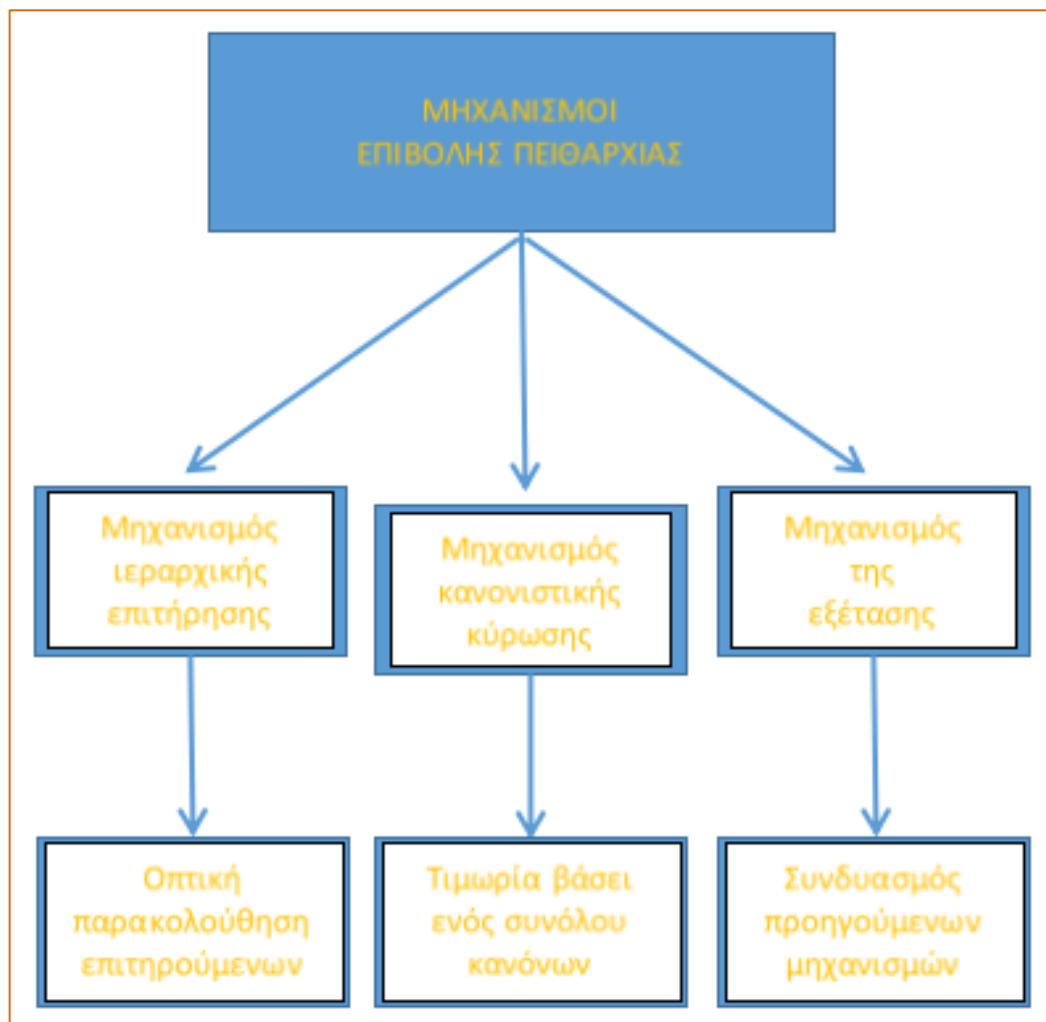 ΜΗΧΑΝΙΣΜΟΙ
ΕΠΙΒΟΛΗΣ ΠΕΙΘΑΡΧΙΑΣ
Μηχανισμός
ιεραρχικής
επιτήρησης
Μηχανισμός
κανονιστικής
κύρωσης
Μηχανισμός
της
εξέτασης
Οπτική
παρακολούθηση
επιτηρούμενων
Τιμωρία βάσει
ενός συνόλου
κανόνων
Συνδυασμός
προηγούμενων
μηχανισμών